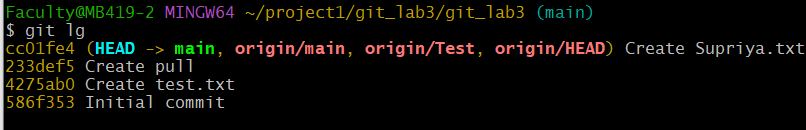 Faculty@MB419-2 MINGW64 ~/project1/git_lab3/git_lab3 (main)
$ git lg
cc01fe4 (HEAD -> main, origin/main, origin/Test, origin/HEAD) Create Supriya.txt
233def5 Create pull
4275ab0 Create test.txt
586f353 Initial commit